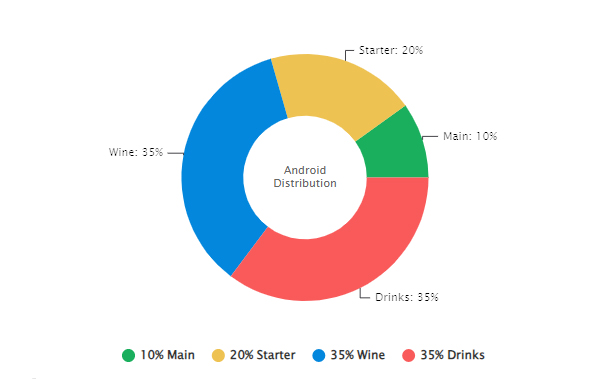 Starter: 20%
Main: 10%
Wine: 35%
Android
Distribution
Drinks: 35%
10% Main 20% Starter 35% Wine 35% Drinks